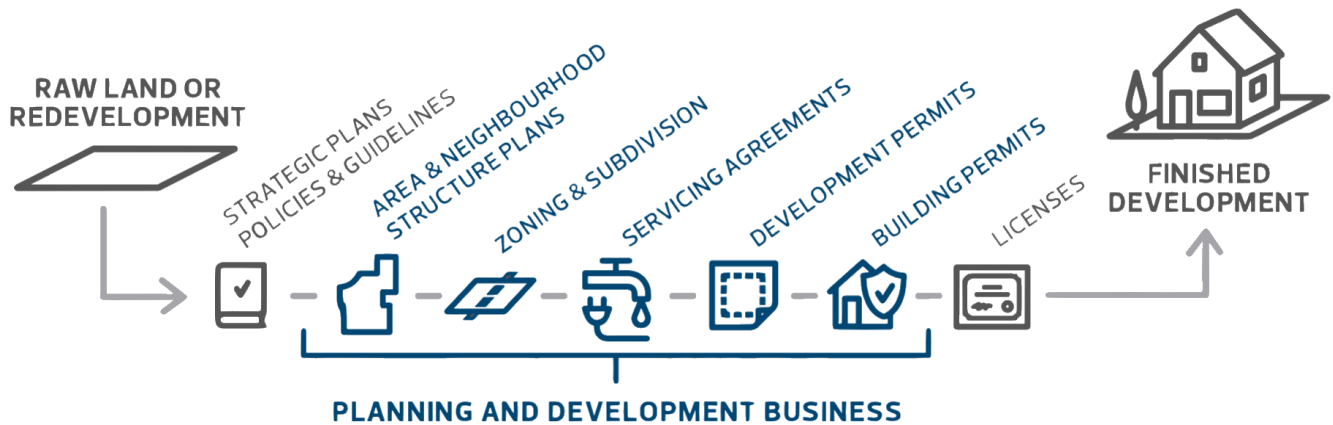 RAW LAND OR
REDEVELOPMENT
STRATEGIC PLANS
POLICIES & GUIDELINES
AREA & NEIGHBOURHOOD
STRUCTURE PLANS
ZONING & SUBDIVISION
SERVICING AGREEMENTS
DEVELOPMENT PERMITS
BUILDING PERMITS
LICENSES
FINISHED
DEVELOPMENT
PLANNING AND DEVELOPMENT BUSINESS